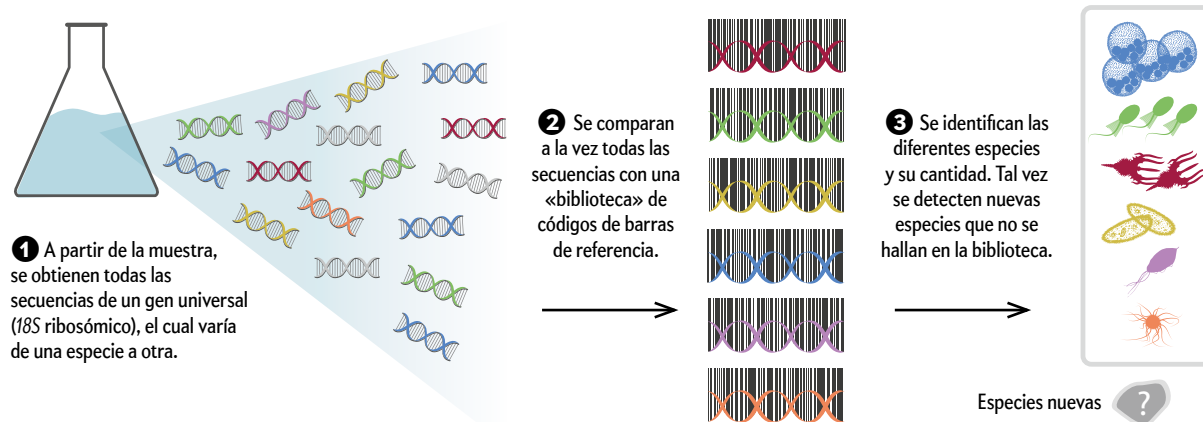 ❶ A partir de la muestra,
se obtienen todas las
secuencias de un gen universal
(18S ribosómico), el cual varía
de una especie a otra.
❷ Se comparan
a la vez todas las
secuencias con una
«biblioteca» de
códigos de barras
de referencia.
❸ Se identifican las
diferentes especies
y su cantidad. Tal vez
se detecten nuevas
especies que no se
hallan en la biblioteca.
Especies nuevas ?